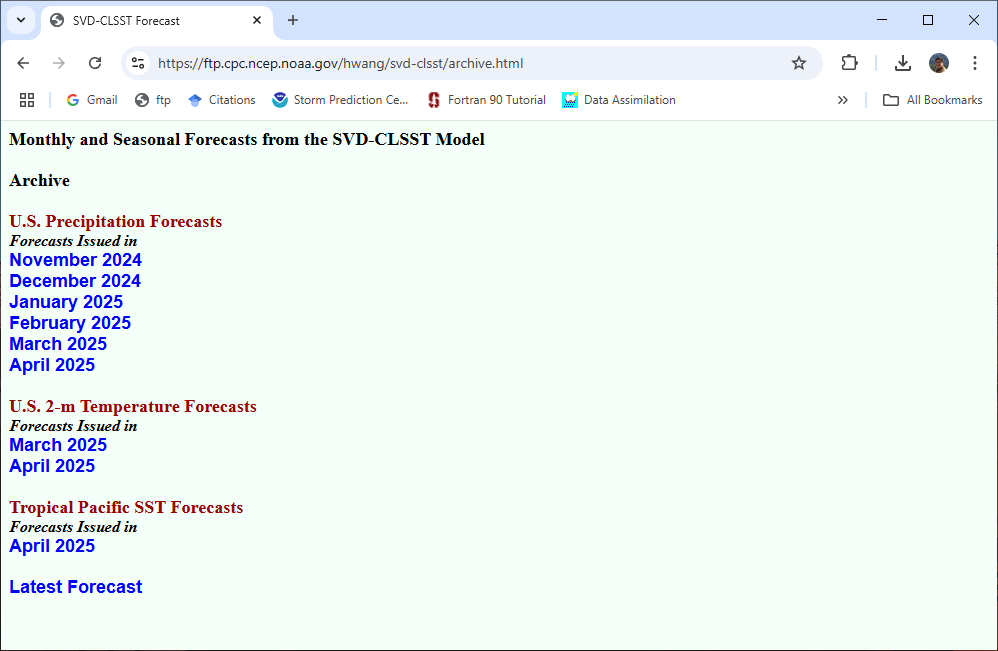 SVD-CLSST Forecast
https://ftp.cpc.ncep.noaa.gov/hwang/svd-clsst/archive.html
Gmail ftp Citations Storm Prediction Ce... Fortran 90 Tutorial Data Assimilation All Bookmarks
Monthly and Seasonal Forecasts from the SVD-CLSST Model
Archive
U.S. Precipitation Forecasts
Forecasts Issued in
November 2024
December 2024
January 2025
February 2025
March 2025
April 2025
U.S. 2-m Temperature Forecasts
Forecasts Issued in
March 2025
April 2025
Tropical Pacific SST Forecasts
Forecasts Issued in
April 2025
Latest Forecast